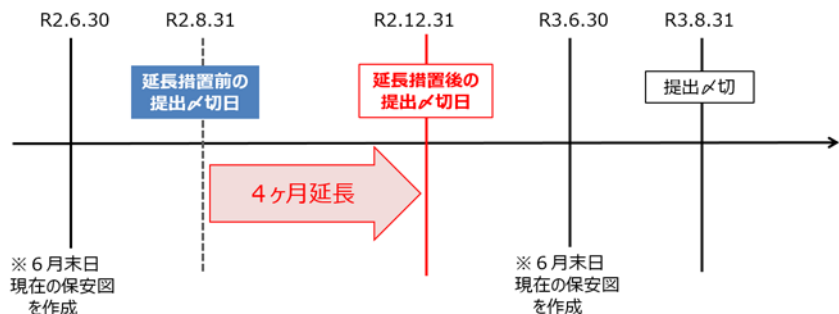 R2.6.30
R2.8.31
R2.12.31
R3.6.30
R3.8.31
延長措置前の
提出〆切日
延長措置後の
提出〆切日
提出〆切
4ヶ月延長
※6月末日
現在の保安図
を作成
※6月末日
現在の保安図
を作成